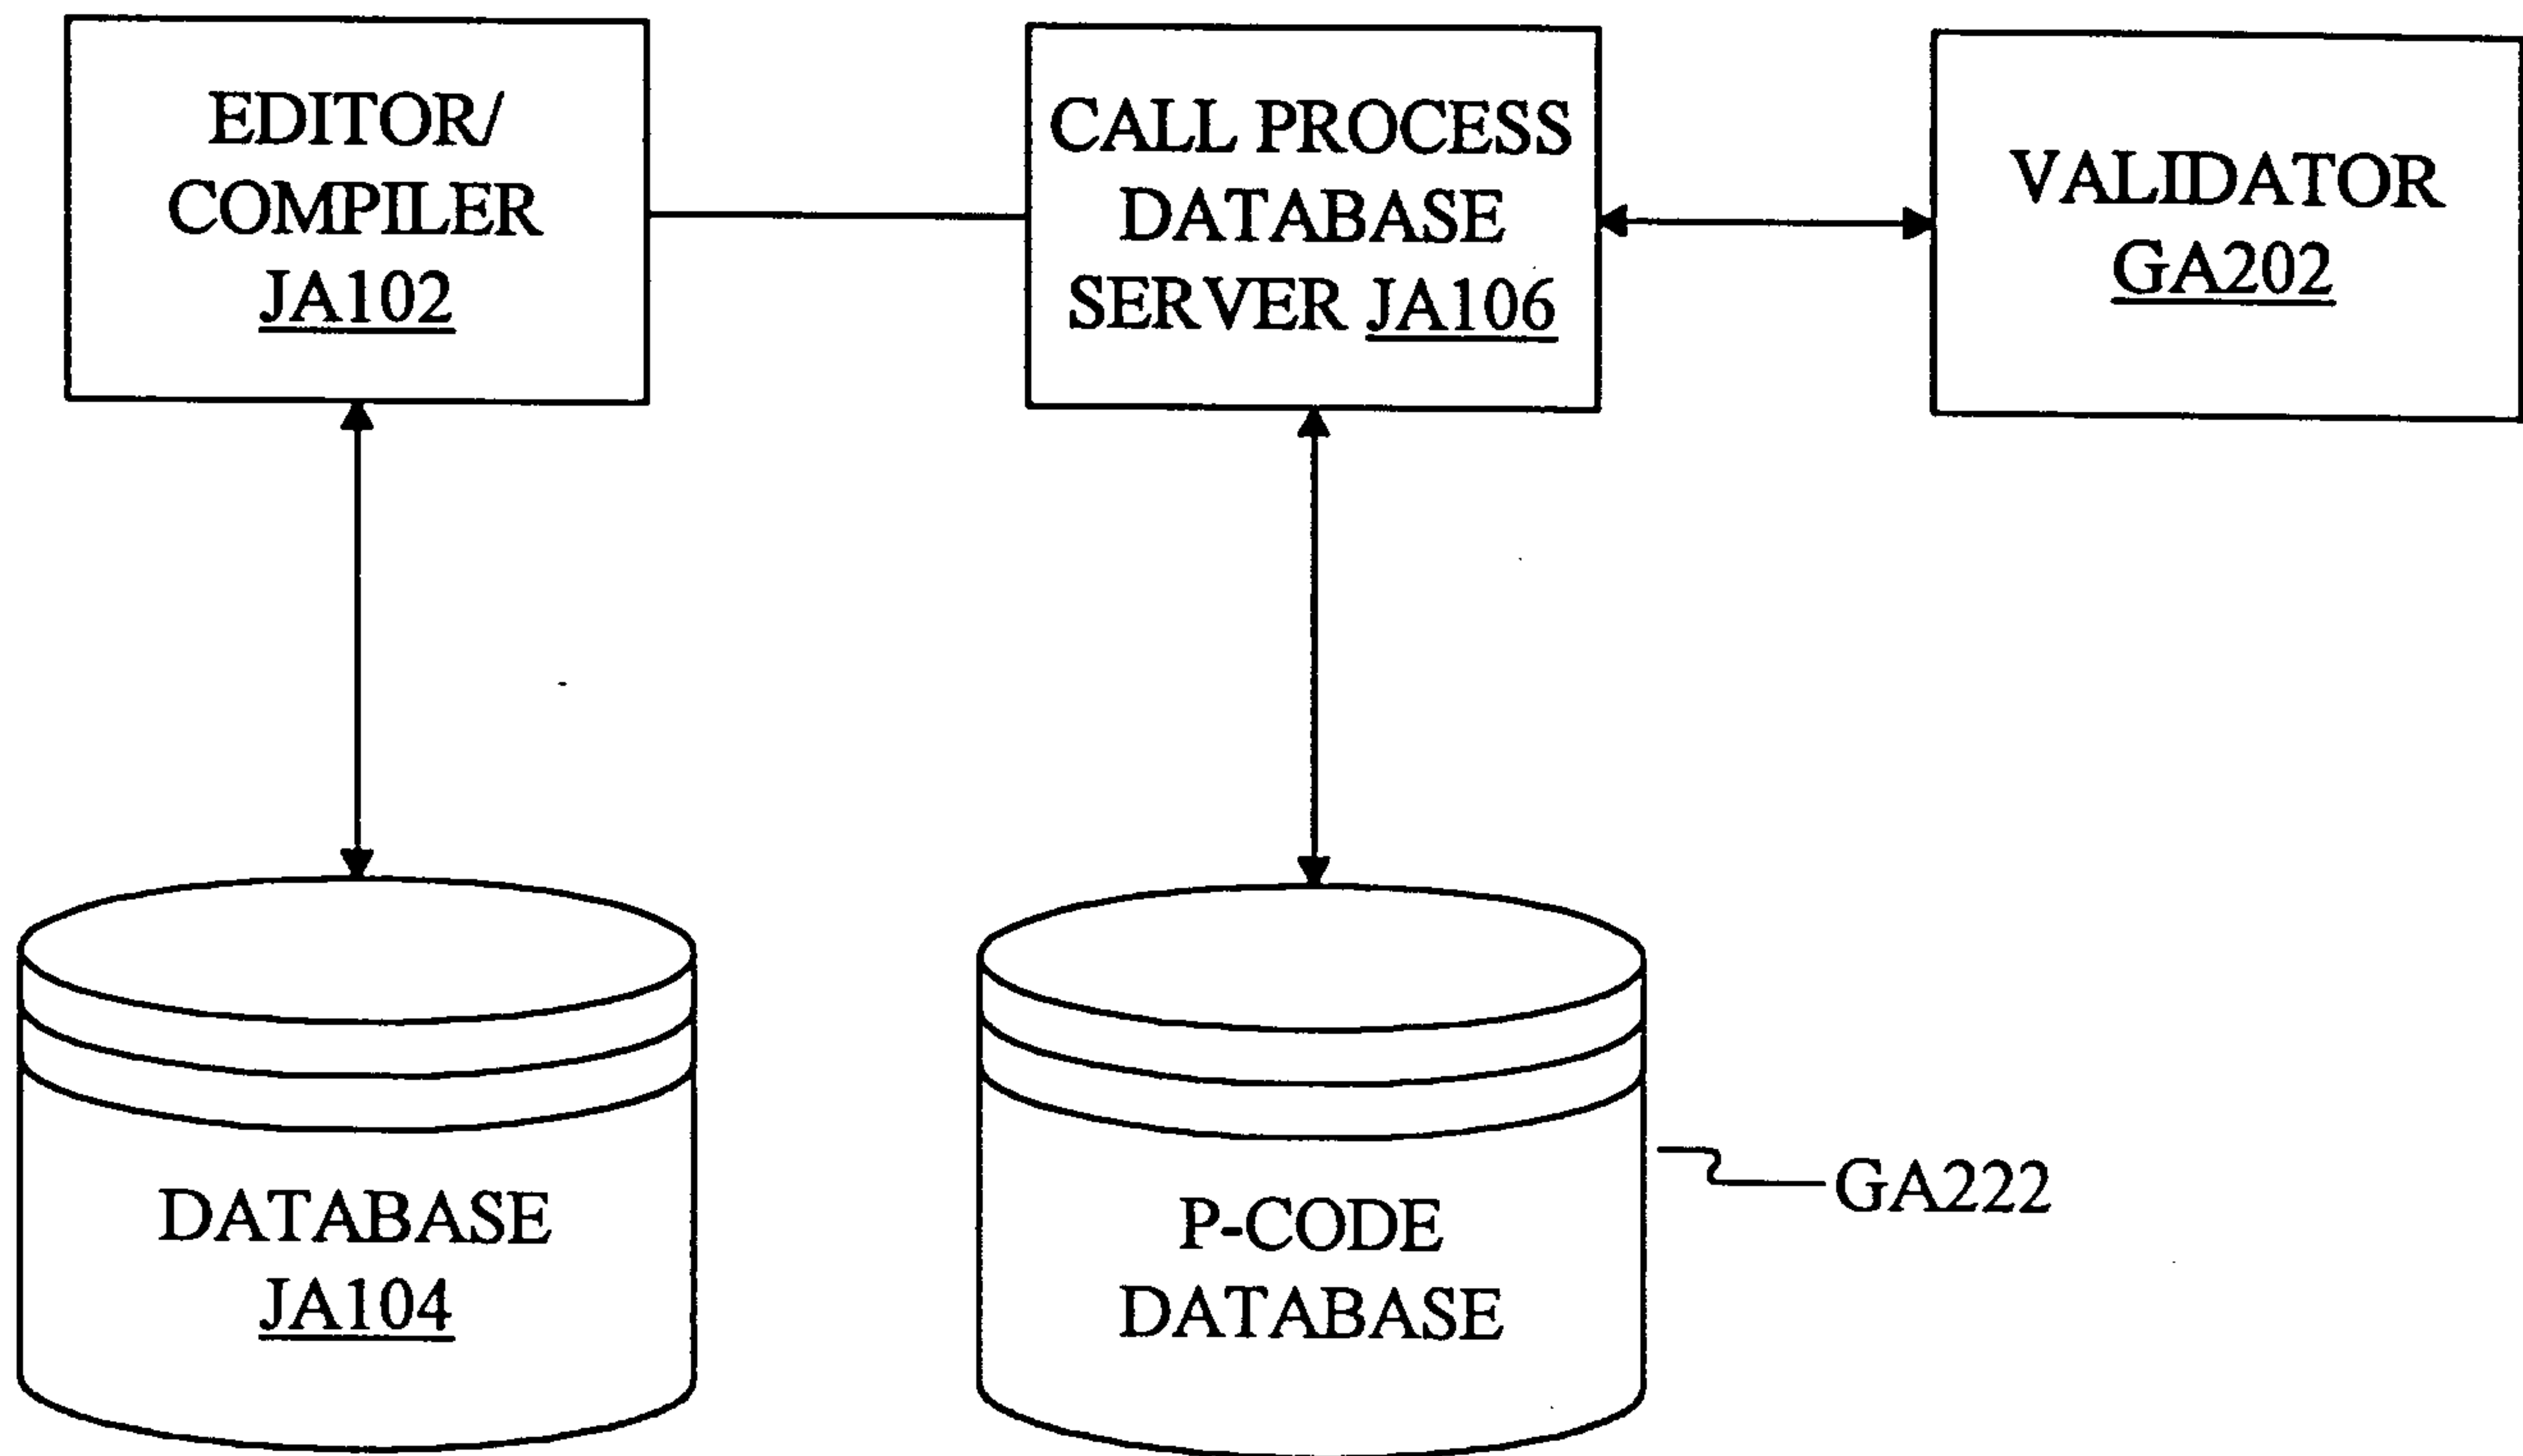 EDITOR/
COMPILER
JA102
CALL PROCESS
DATABASE
SERVER JA106
VALIDATOR
GA202
DATABASE
JA104
P-CODE
DATABASE
GA222